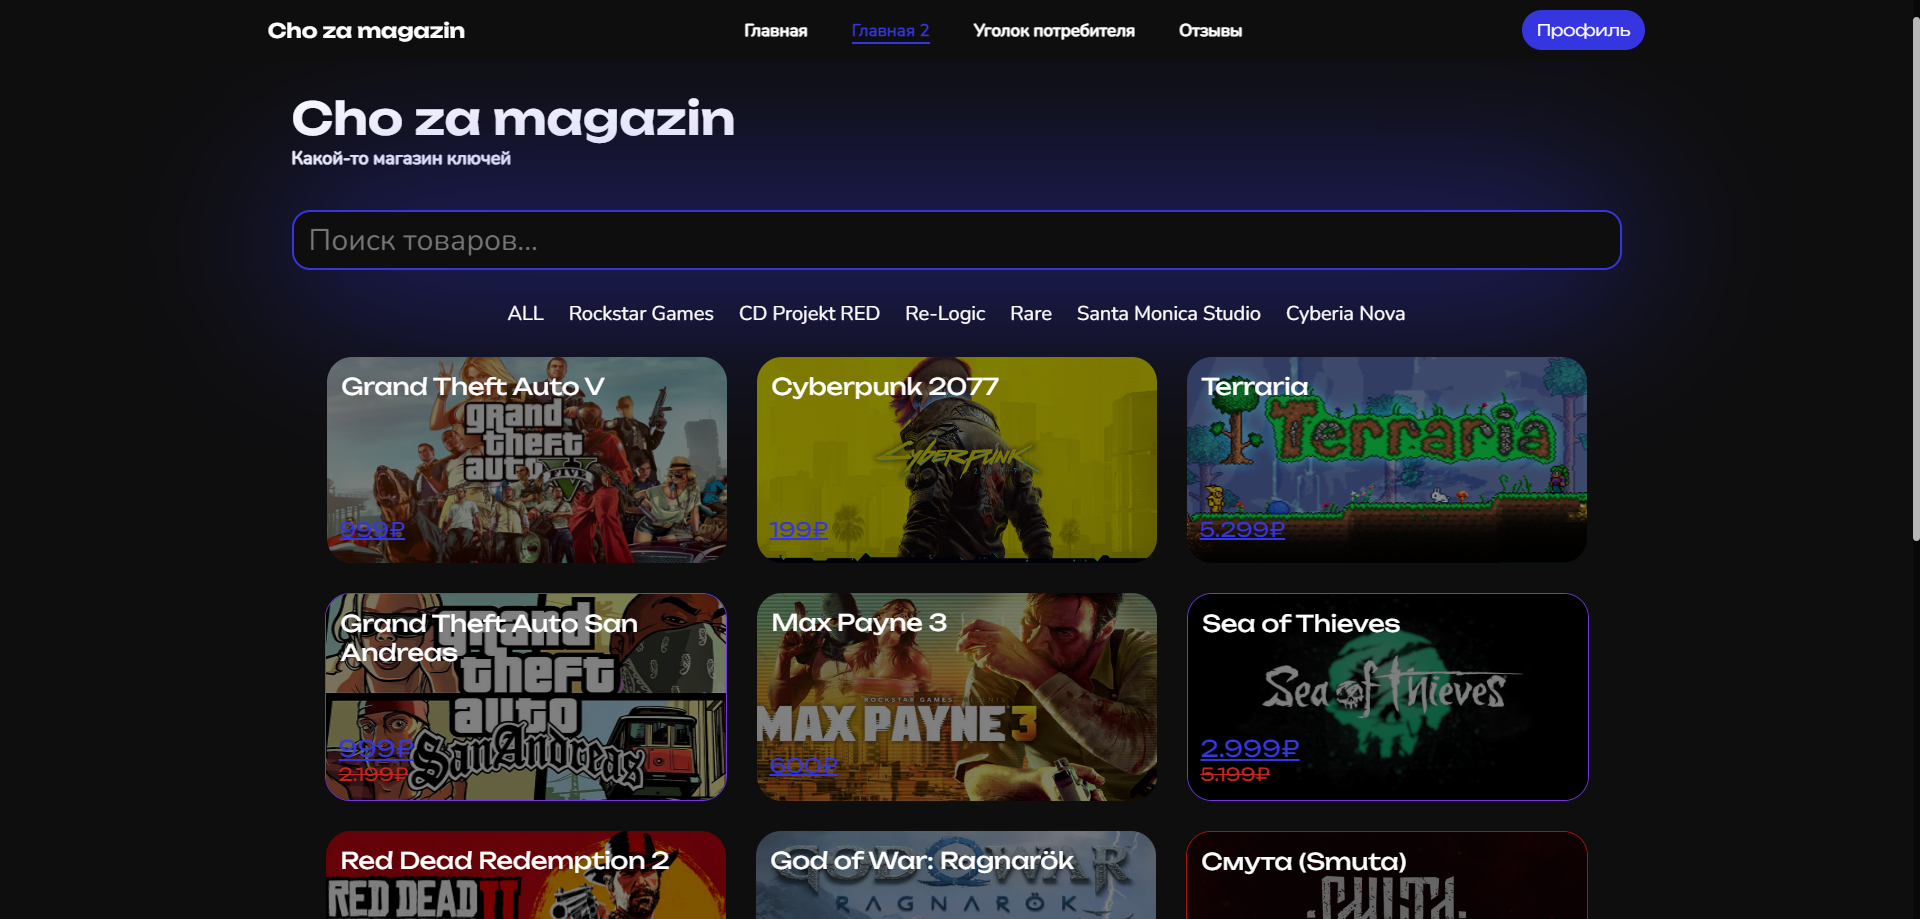 Cho za magazin
Главная
Главная 2
Уголок потребителя
Отзывы
Профиль
Cho za magazin
Какой-то магазин ключей
Поиск товаров...
ALL
Rockstar Games
CD Projekt RED
Re-Logic
Rare
Santa Monica Studio
Cyberia Nova
Grand Theft Auto V
grand
theft
auto
FIVE
999₽
Cyberpunk 2077
Cyberpunk
2077
199₽
Terraria
Terraria
5.299₽
Grand Theft Auto San
Andreas
grand
theft
auto
San Andreas
999₽
2.199₽
Max Payne 3
ROCKSTAR GAMES PRESENTS
MAX PAYNE 3
600₽
Sea of Thieves
Sea of Thieves
2.999₽
5.199₽
Red Dead Redemption 2
RED DEAD II
God of War: Ragnarök
GOD OF WAR
RAGNARÖK
Смута (Smuta)
СМУТА